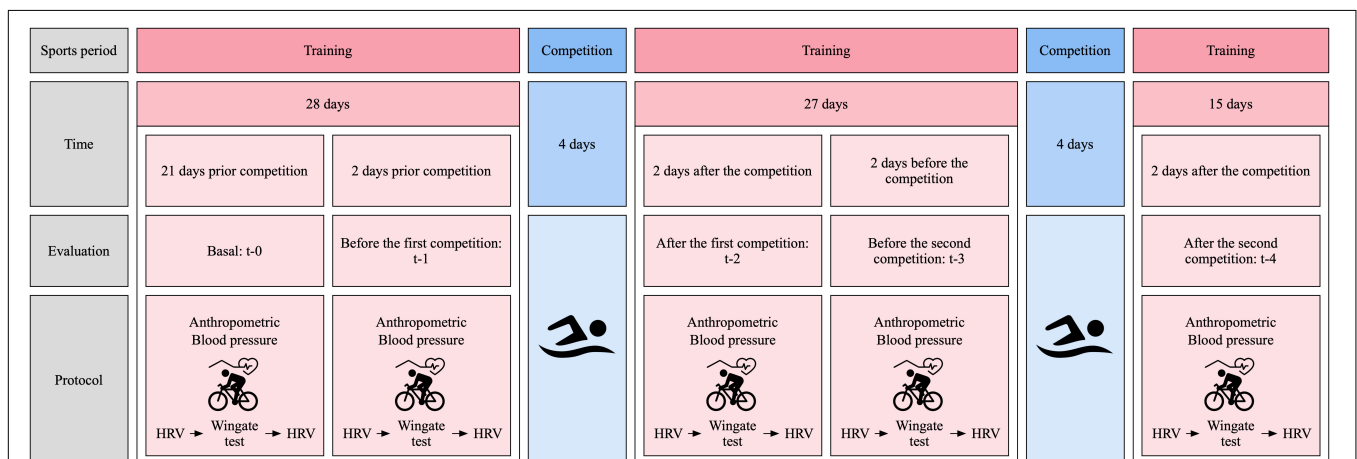 Sports period
Training
Competition
Training
Competition
Training
Time
28 days
4 days
27 days
4 days
15 days
21 days prior competition
2 days prior competition
2 days after the competition
2 days before the
competition
2 days after the competition
Evaluation
Basal: t-0
Before the first competition:
t-1
After the first competition:
t-2
Before the second
competition: t-3
After the second
competition: t-4
Protocol
Anthropometric
Blood pressure
HRV → Wingate → HRV
test
Anthropometric
Blood pressure
HRV → Wingate → HRV
test
Anthropometric
Blood pressure
HRV → Wingate → HRV
test
Anthropometric
Blood pressure
HRV → Wingate → HRV
test
Anthropometric
Blood pressure
HRV → Wingate → HRV
test